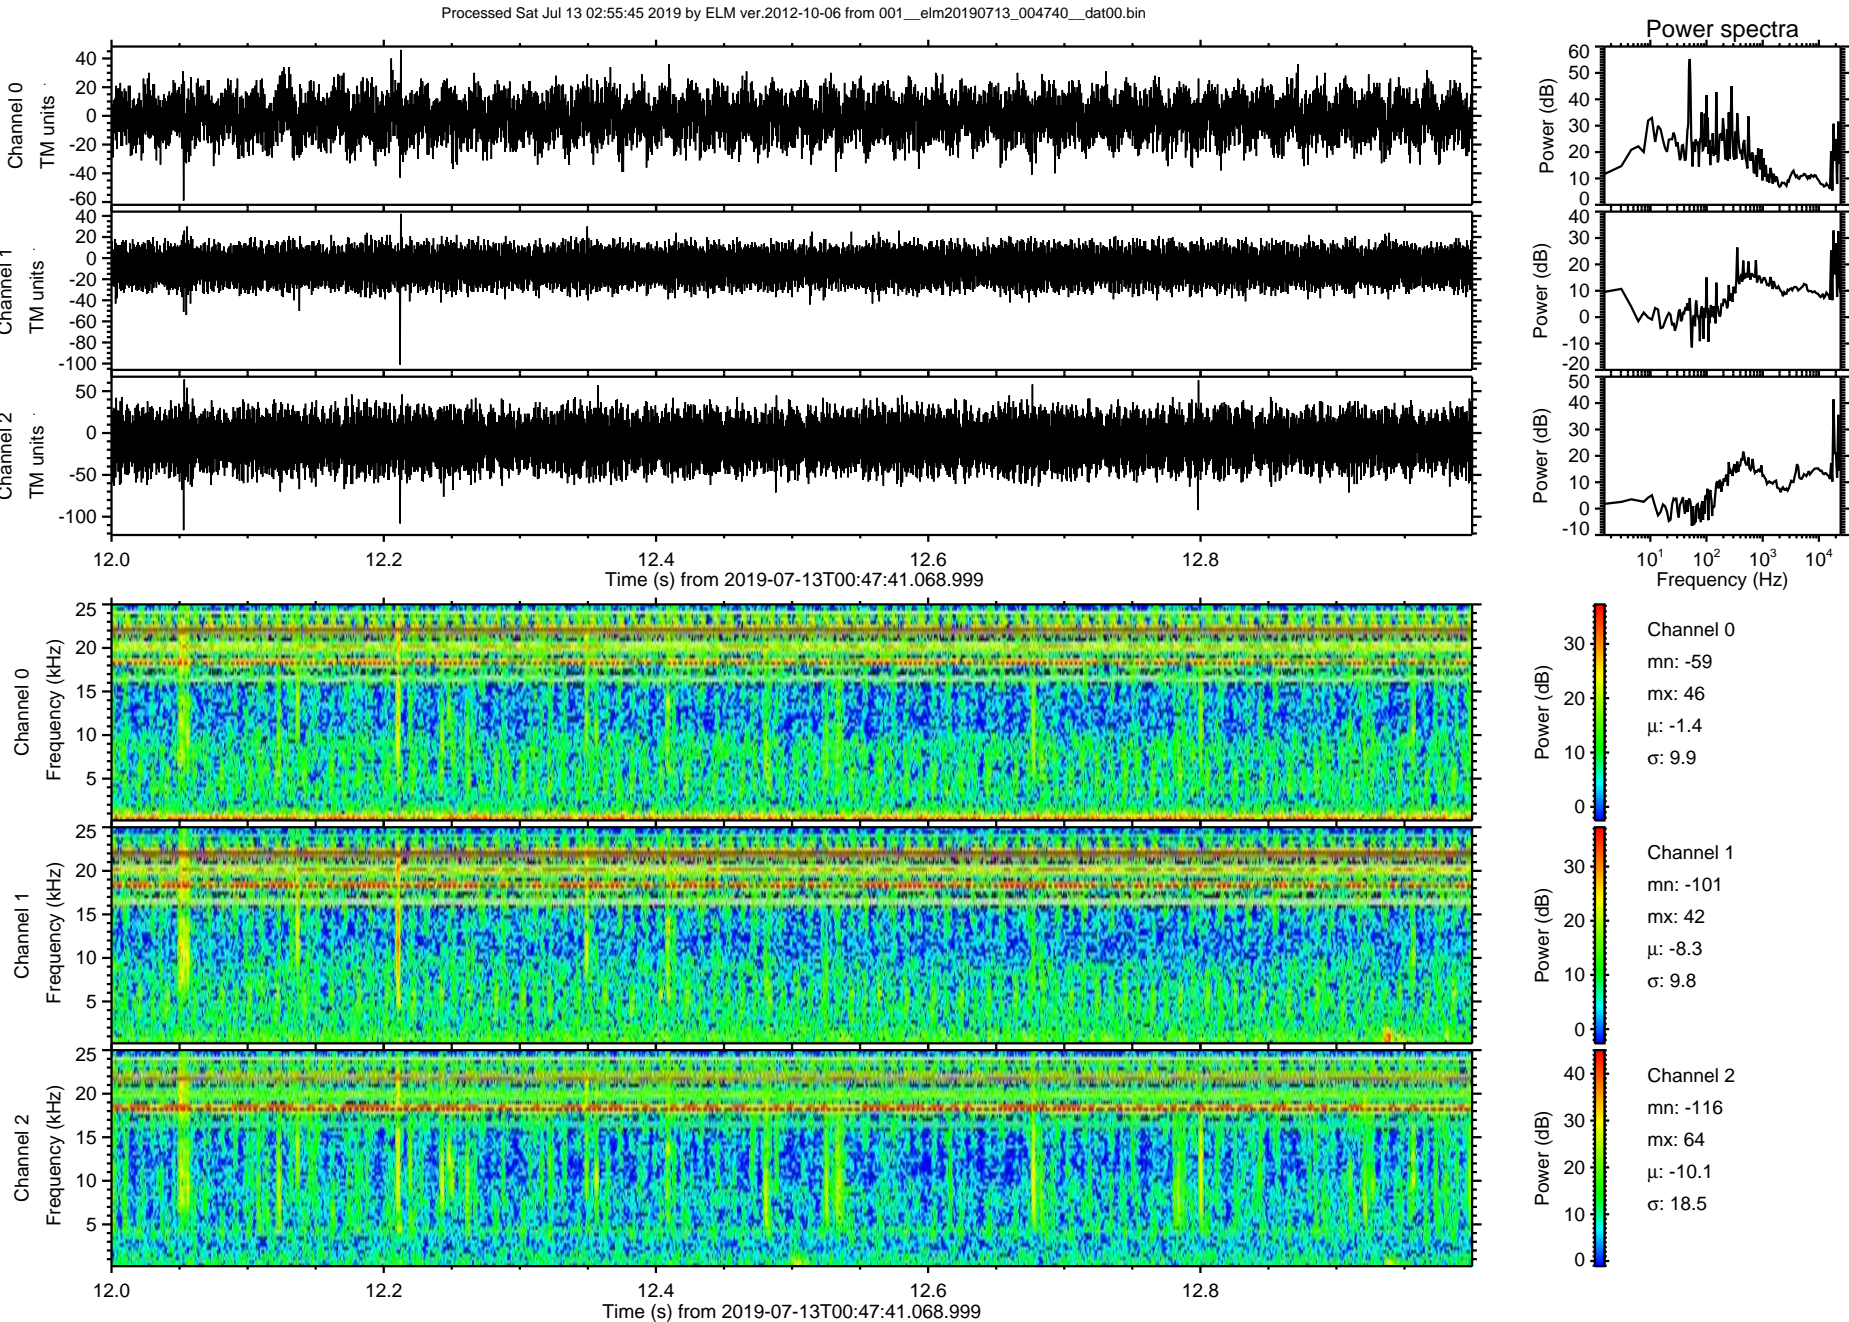 Processed Sat Jul 13 02:55:45 2019 by ELM ver.2012-10-06 from 001__elm20190713_004740__dat00.bin
Power spectra
Channel 0
TM units
40
20
0
-20
-40
-60
Power (dB)
60
50
40
30
20
10
0
Channel 1
TM units
40
20
0
-20
-40
-60
-80
-100
Power (dB)
40
30
20
10
0
-10
-20
Channel 2
TM units
50
0
-50
-100
Power (dB)
50
40
30
20
10
0
-10
12.0 12.2 12.4 12.6 12.8
Time (s) from 2019-07-13T00:47:41.068.999
10¹ 10² 10³ 10⁴
Frequency (Hz)
Channel 0
Frequency (kHz)
25
20
15
10
5
Power (dB)
30
20
10
0
Channel 0
mn: -59
mx: 46
μ: -1.4
σ: 9.9
Channel 1
Frequency (kHz)
25
20
15
10
5
Power (dB)
30
20
10
0
Channel 1
mn: -101
mx: 42
μ: -8.3
σ: 9.8
Channel 2
Frequency (kHz)
25
20
15
10
5
Power (dB)
40
30
20
10
0
Channel 2
mn: -116
mx: 64
μ: -10.1
σ: 18.5
12.0 12.2 12.4 12.6 12.8
Time (s) from 2019-07-13T00:47:41.068.999